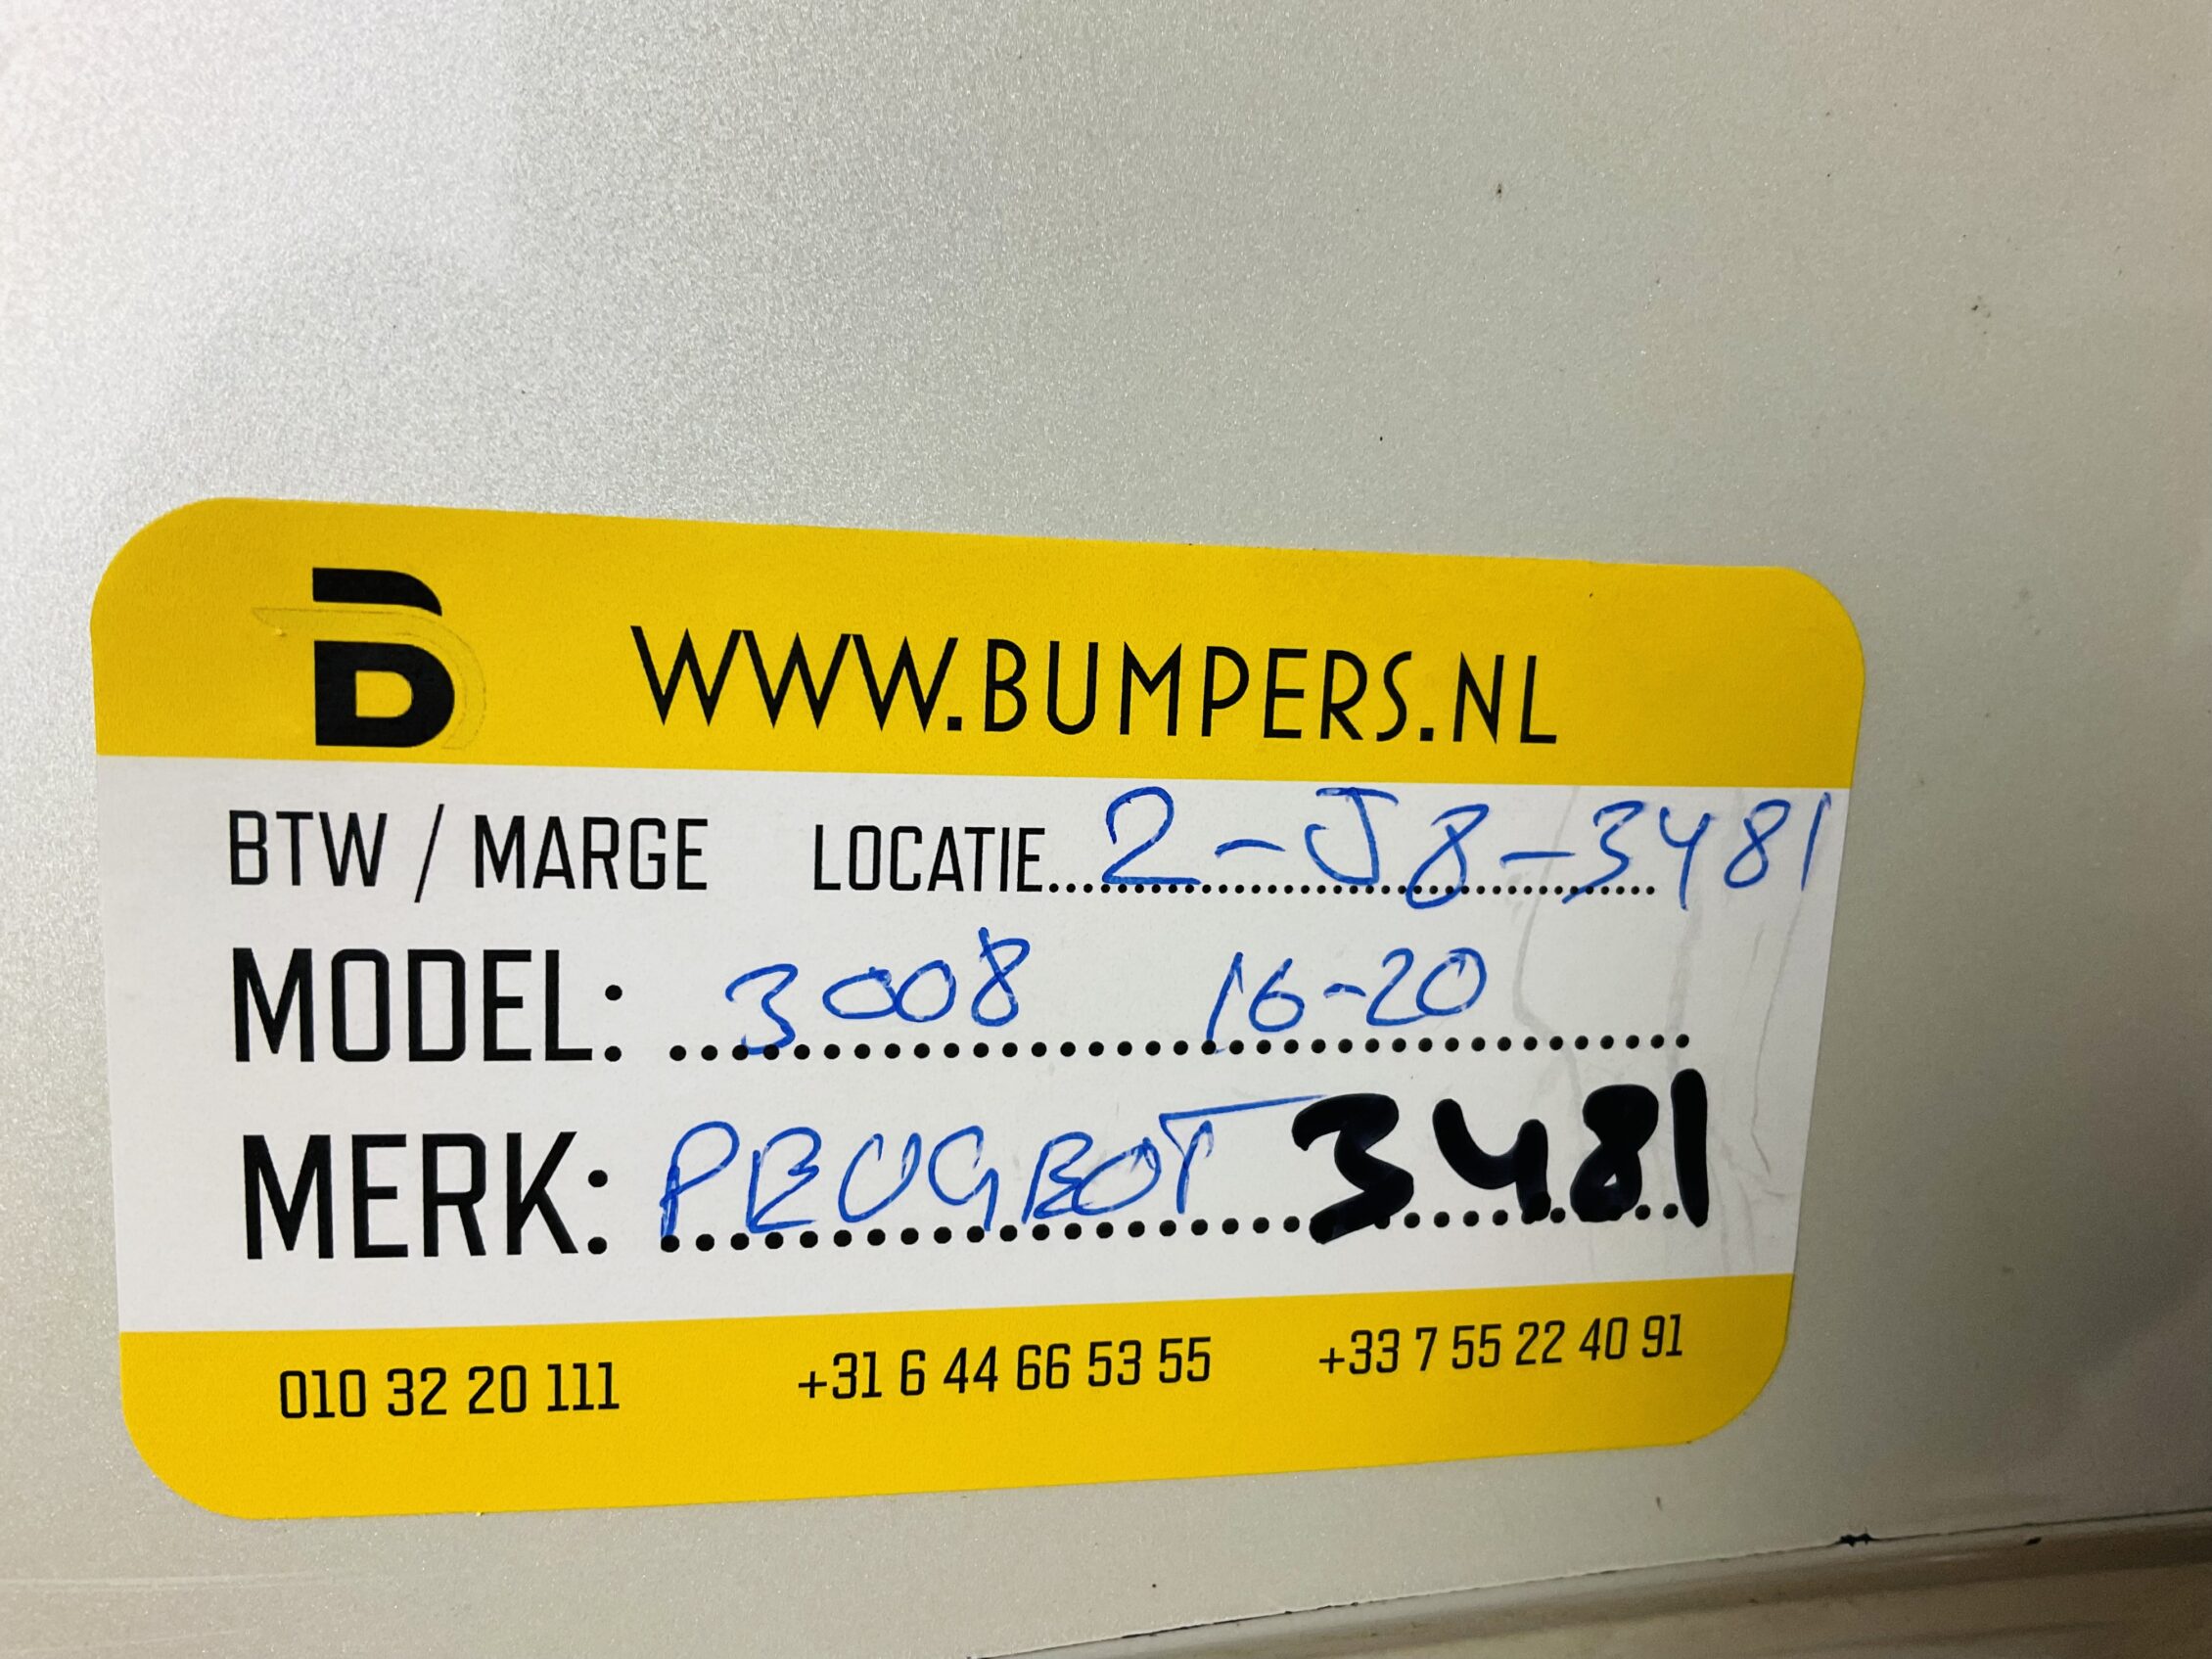 B WWW.BUMPERS.NL
BTW / MARGE LOCATIE 2-J8-3481
MODEL: 3008 16-20
MERK: PEUGEOT 3481
010 32 20 111 +31 6 44 66 53 55 +33 7 55 22 40 91